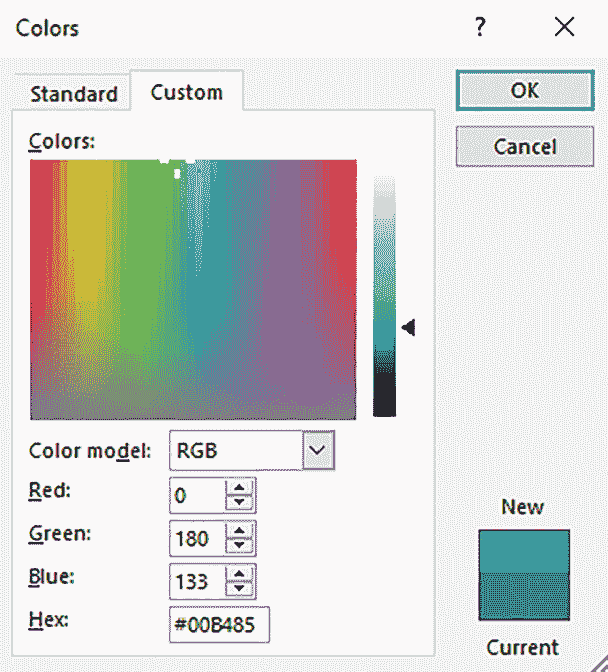 Colors ?
Standard Custom
OK
Cancel
Colors:
Color model: RGB
Red: 0
Green: 180
Blue: 133
Hex: #00B485
New
Current